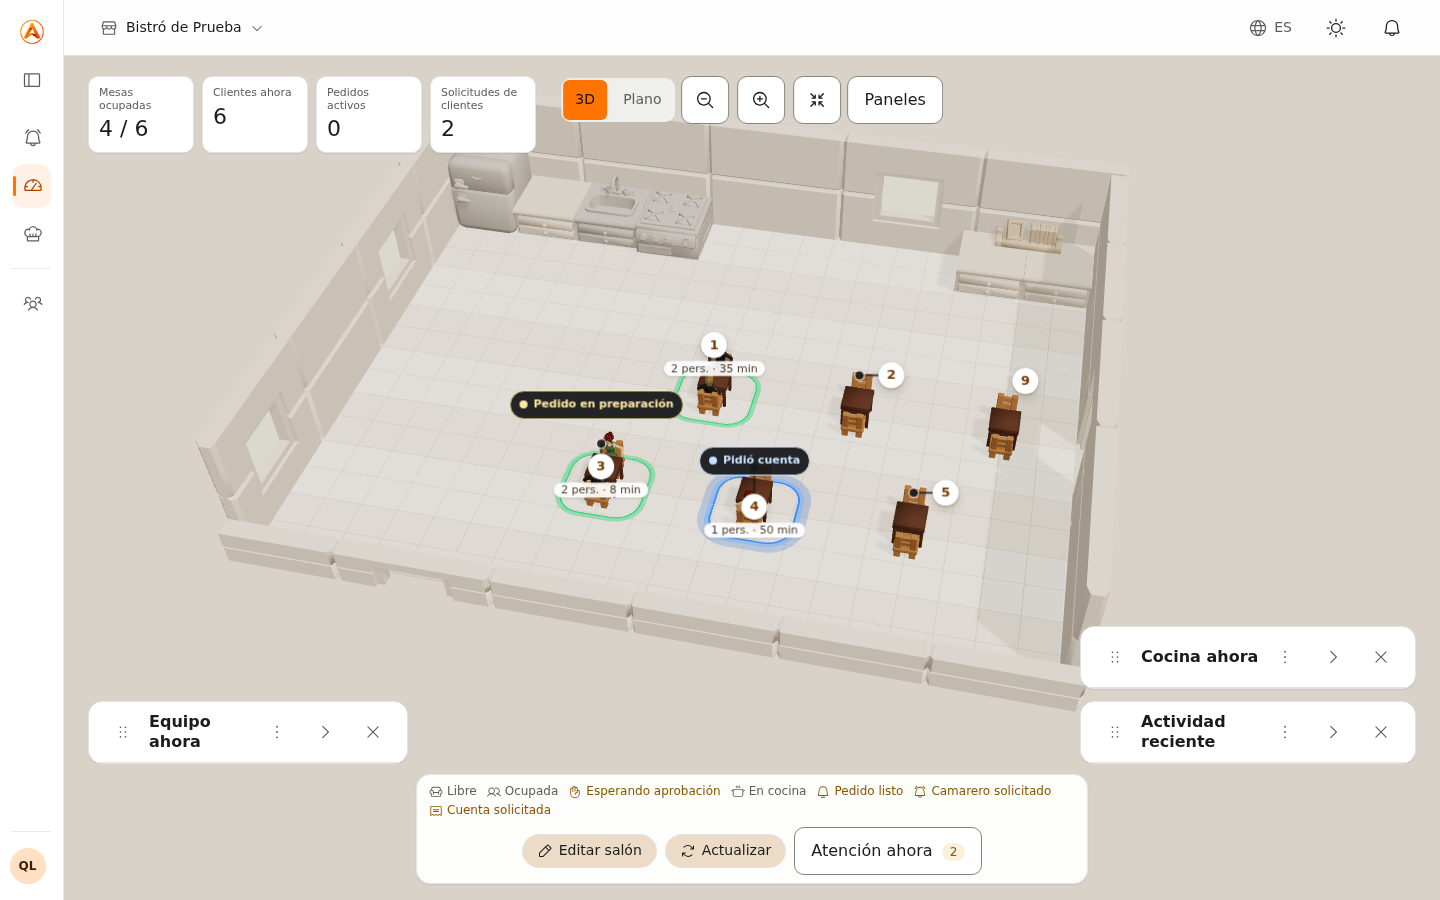 Bistró de Prueba
ES
Mesas ocupadas
4 / 6
Clientes ahora
6
Pedidos activos
0
Solicitudes de clientes
2
3D
Plano
Paneles
1
2 pers. · 35 min
2
9
Pedido en preparación
3
2 pers. · 8 min
Pidió cuenta
4
1 pers. · 50 min
5
Cocina ahora
Equipo ahora
Actividad reciente
Libre
Ocupada
Esperando aprobación
En cocina
Pedido listo
Camarero solicitado
Cuenta solicitada
Editar salón
Actualizar
Atención ahora 2
QL